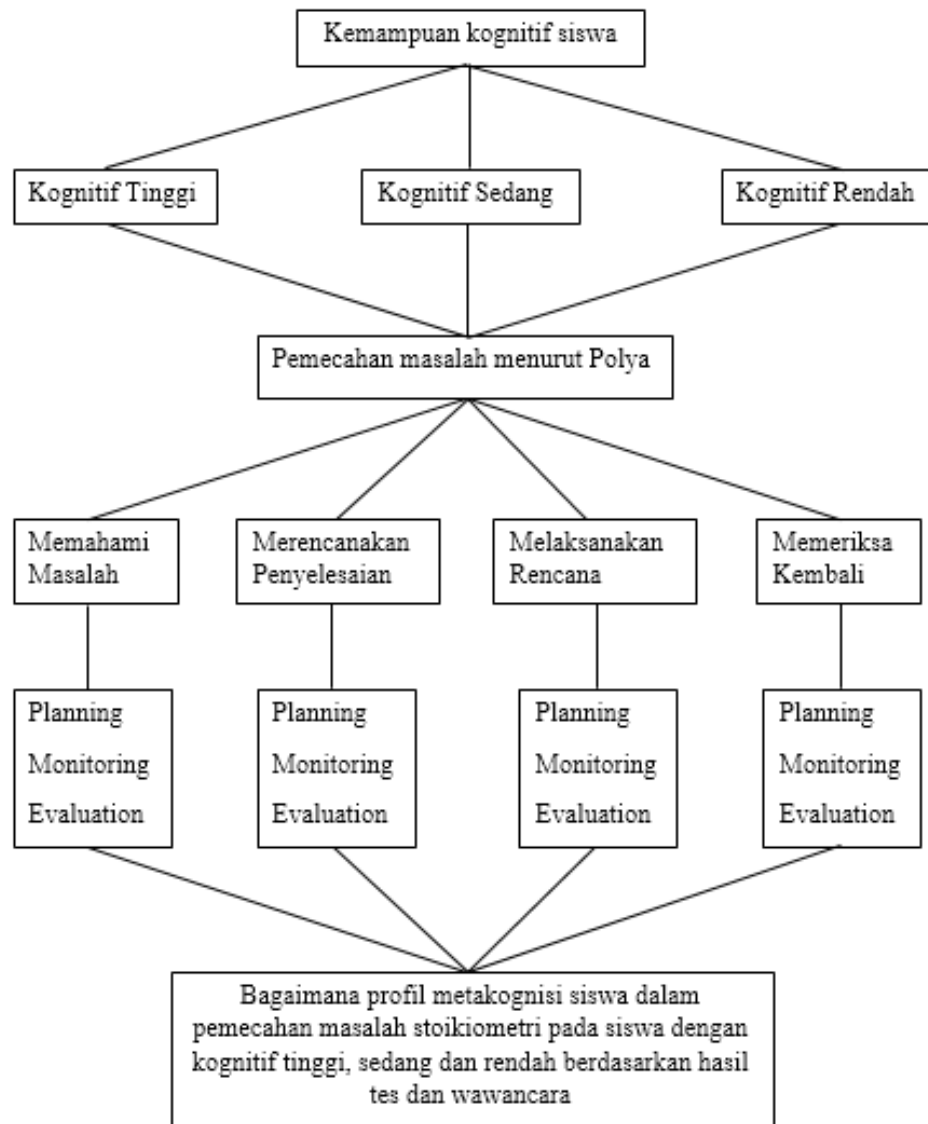 Kemampuan kognitif siswa
Kognitif Tinggi
Kognitif Sedang
Kognitif Rendah
Pemecahan masalah menurut Polya
Memahami
Masalah
Merencanakan
Penyelesaian
Melaksanakan
Rencana
Memeriksa
Kembali
Planning
Monitoring
Evaluation
Planning
Monitoring
Evaluation
Planning
Monitoring
Evaluation
Planning
Monitoring
Evaluation
Bagaimana profil metakognisi siswa dalam
pemecahan masalah stoikiometri pada siswa dengan
kognitif tinggi, sedang dan rendah berdasarkan hasil
tes dan wawancara